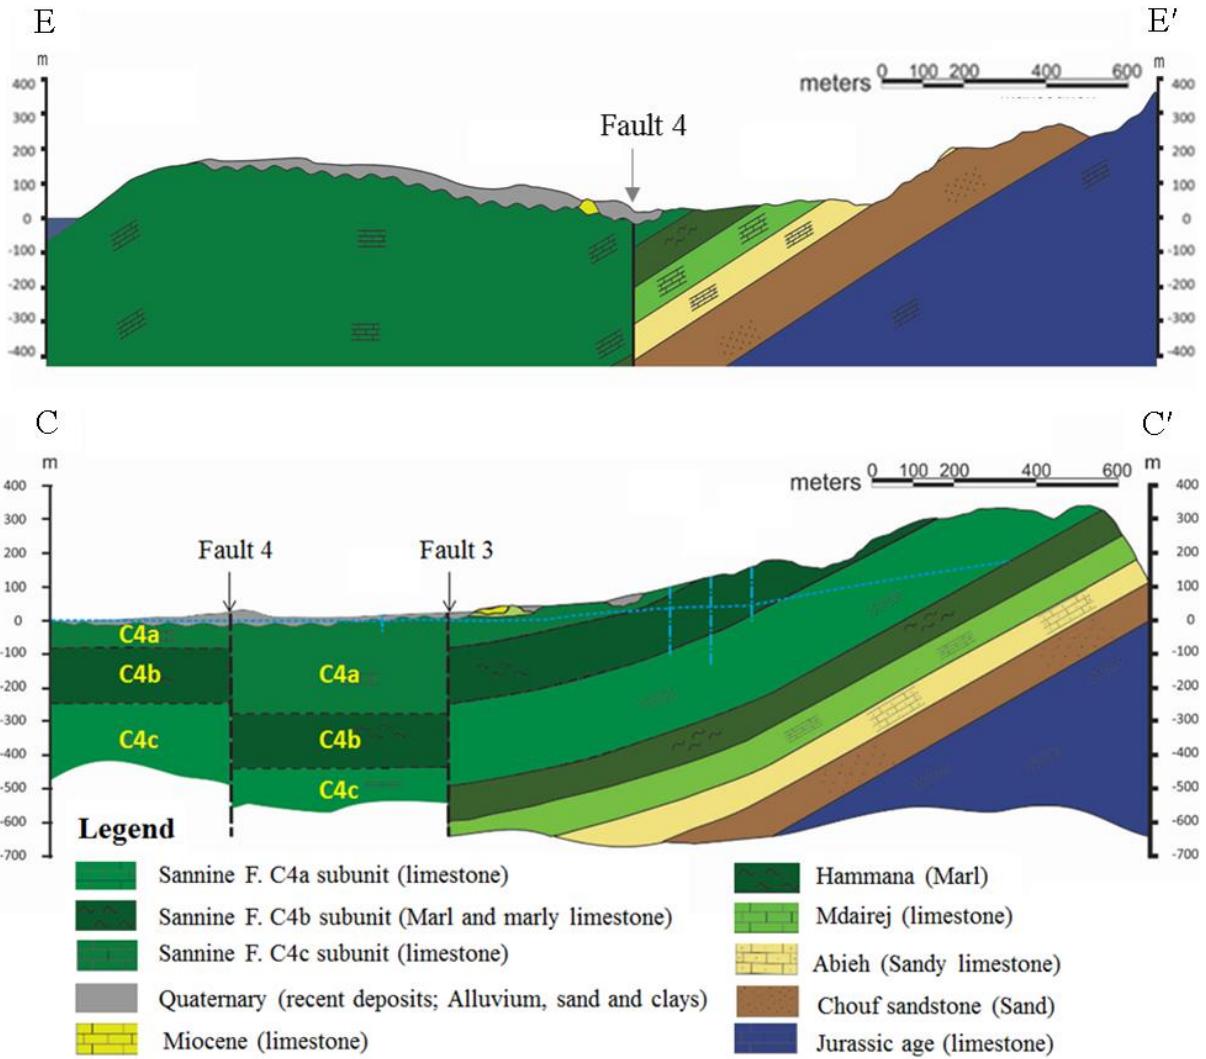 E E′
m m
meters 0 100 200 400 600
Fault 4
400 400
300 300
200 200
100 100
0 0
-100 -100
-200 -200
-300 -300
-400 -400
C C′
m m
meters 0 100 200 400 600
Fault 4 Fault 3
400 400
300 300
200 200
100 100
0 0
-100 -100
-200 -200
-300 -300
-400 -400
-500 -500
-600 -600
-700 -700
C4a
C4b
C4c
C4a
C4b
C4c
Legend
Sannine F. C4a subunit (limestone)
Sannine F. C4b subunit (Marl and marly limestone)
Sannine F. C4c subunit (limestone)
Quaternary (recent deposits; Alluvium, sand and clays)
Miocene (limestone)
Hammana (Marl)
Mdairej (limestone)
Abieh (Sandy limestone)
Chouf sandstone (Sand)
Jurassic age (limestone)